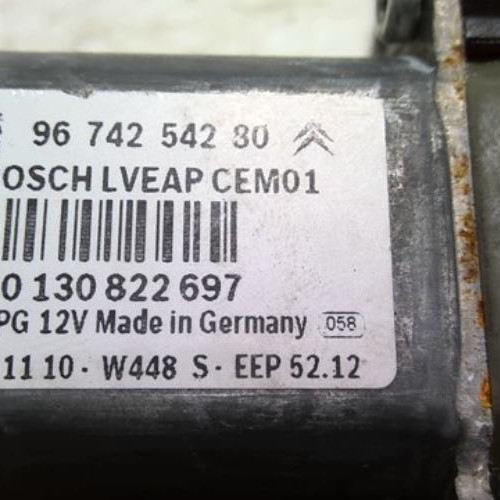 96 742 542 80
OSCH LVEAP CEM01
0 130 822 697
PG 12V Made in Germany 058
11 10 · W448 S · EEP 52.12